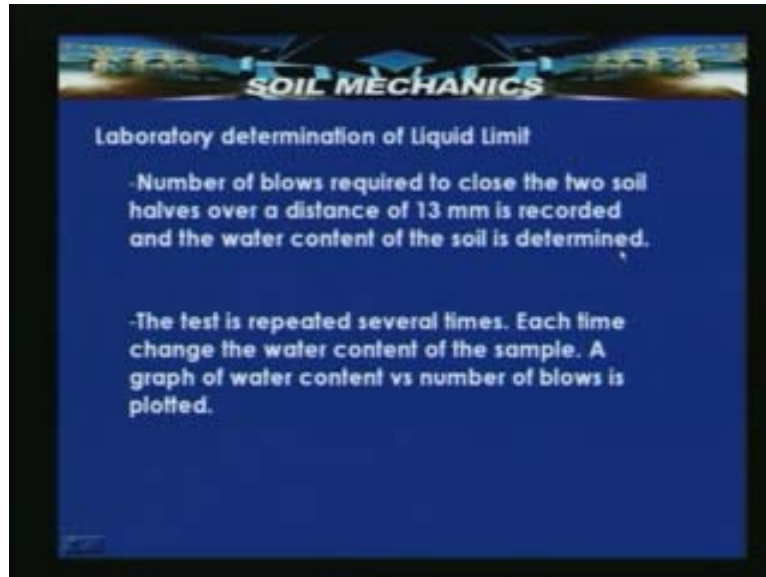 SOIL MECHANICS
Laboratory determination of Liquid Limit
-Number of blows required to close the two soil
halves over a distance of 13 mm is recorded
and the water content of the soil is determined.
-The test is repeated several times. Each time
change the water content of the sample. A
graph of water content vs number of blows is
plotted.